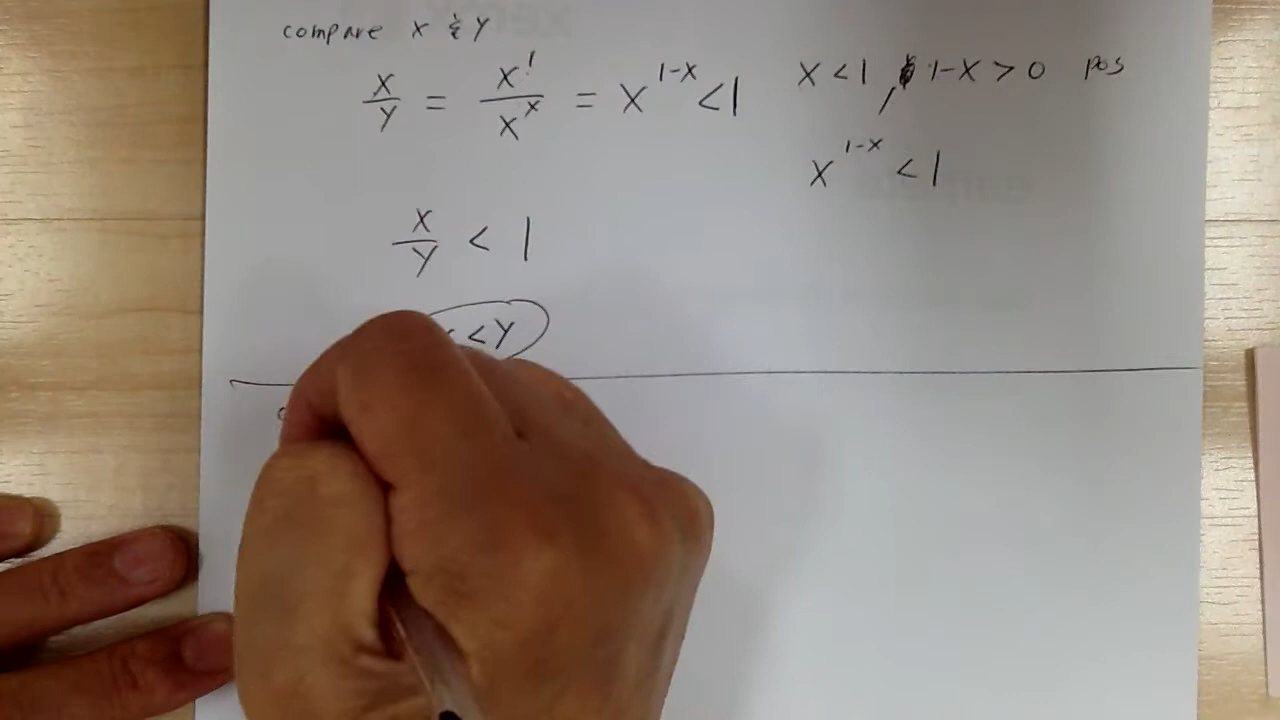 compare x & y
x/y = x^1/x^x = x^(1-x) < 1 x < 1, 1-x > 0 pos
x^(1-x) < 1
x/y < 1
< y